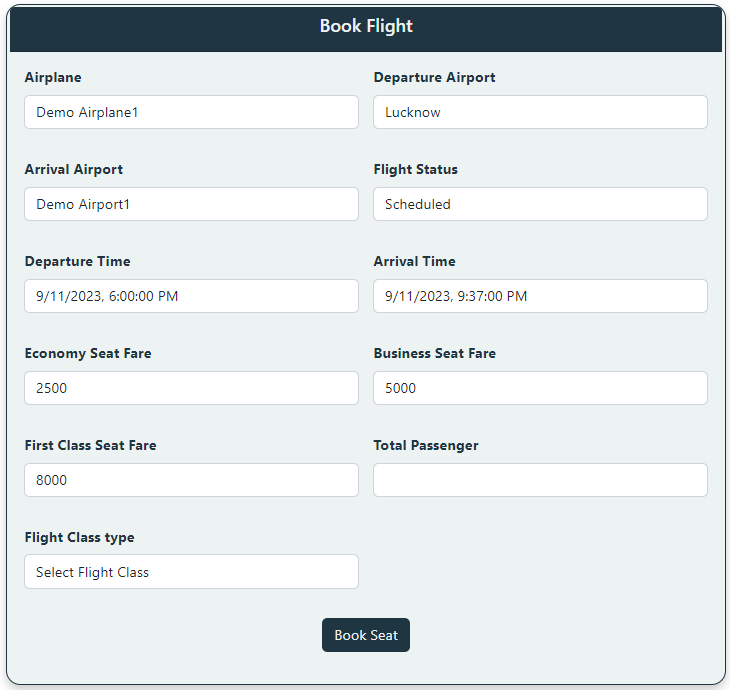 Book Flight
Airplane
Departure Airport
Demo Airplane1
Lucknow
Arrival Airport
Flight Status
Demo Airport1
Scheduled
Departure Time
Arrival Time
9/11/2023, 6:00:00 PM
9/11/2023, 9:37:00 PM
Economy Seat Fare
Business Seat Fare
2500
5000
First Class Seat Fare
Total Passenger
8000
Flight Class type
Select Flight Class
Book Seat